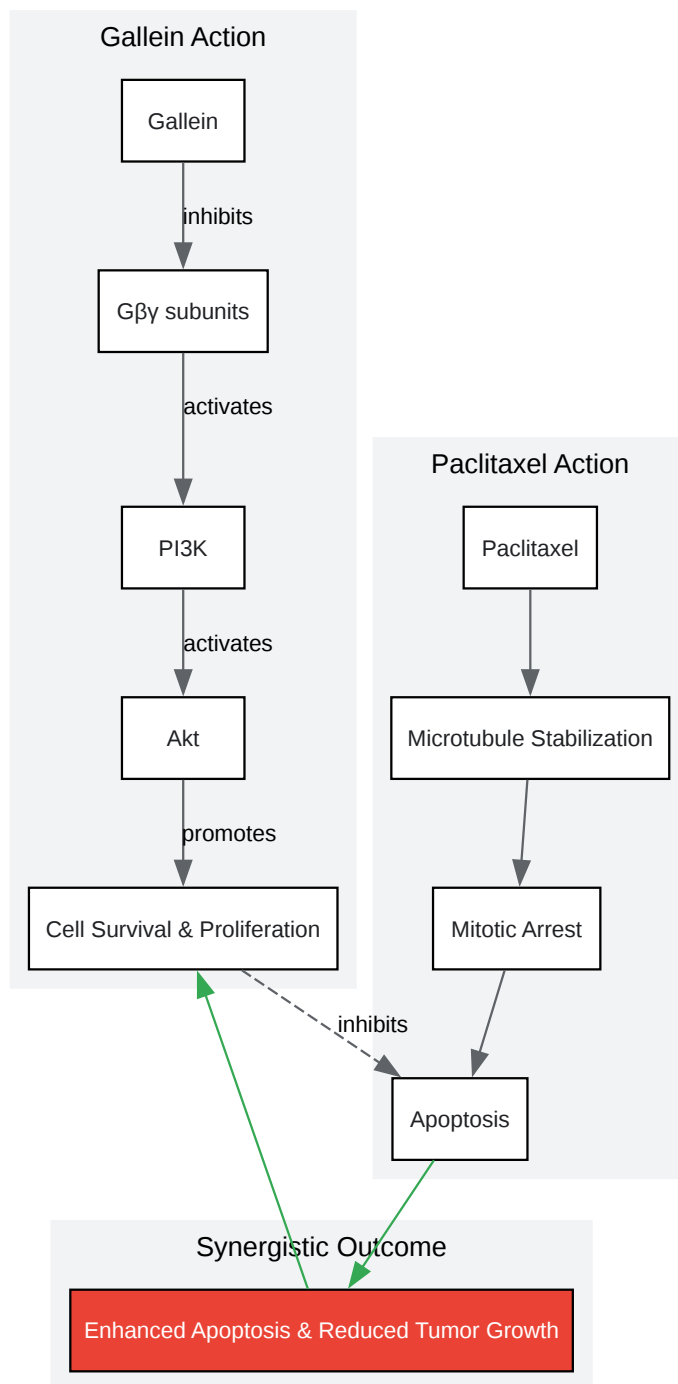 Gallein Action
Gallein
inhibits
Gβγ subunits
activates
PI3K
activates
Akt
promotes
Cell Survival & Proliferation
inhibits
Paclitaxel Action
Paclitaxel
Microtubule Stabilization
Mitotic Arrest
Apoptosis
Synergistic Outcome
Enhanced Apoptosis & Reduced Tumor Growth